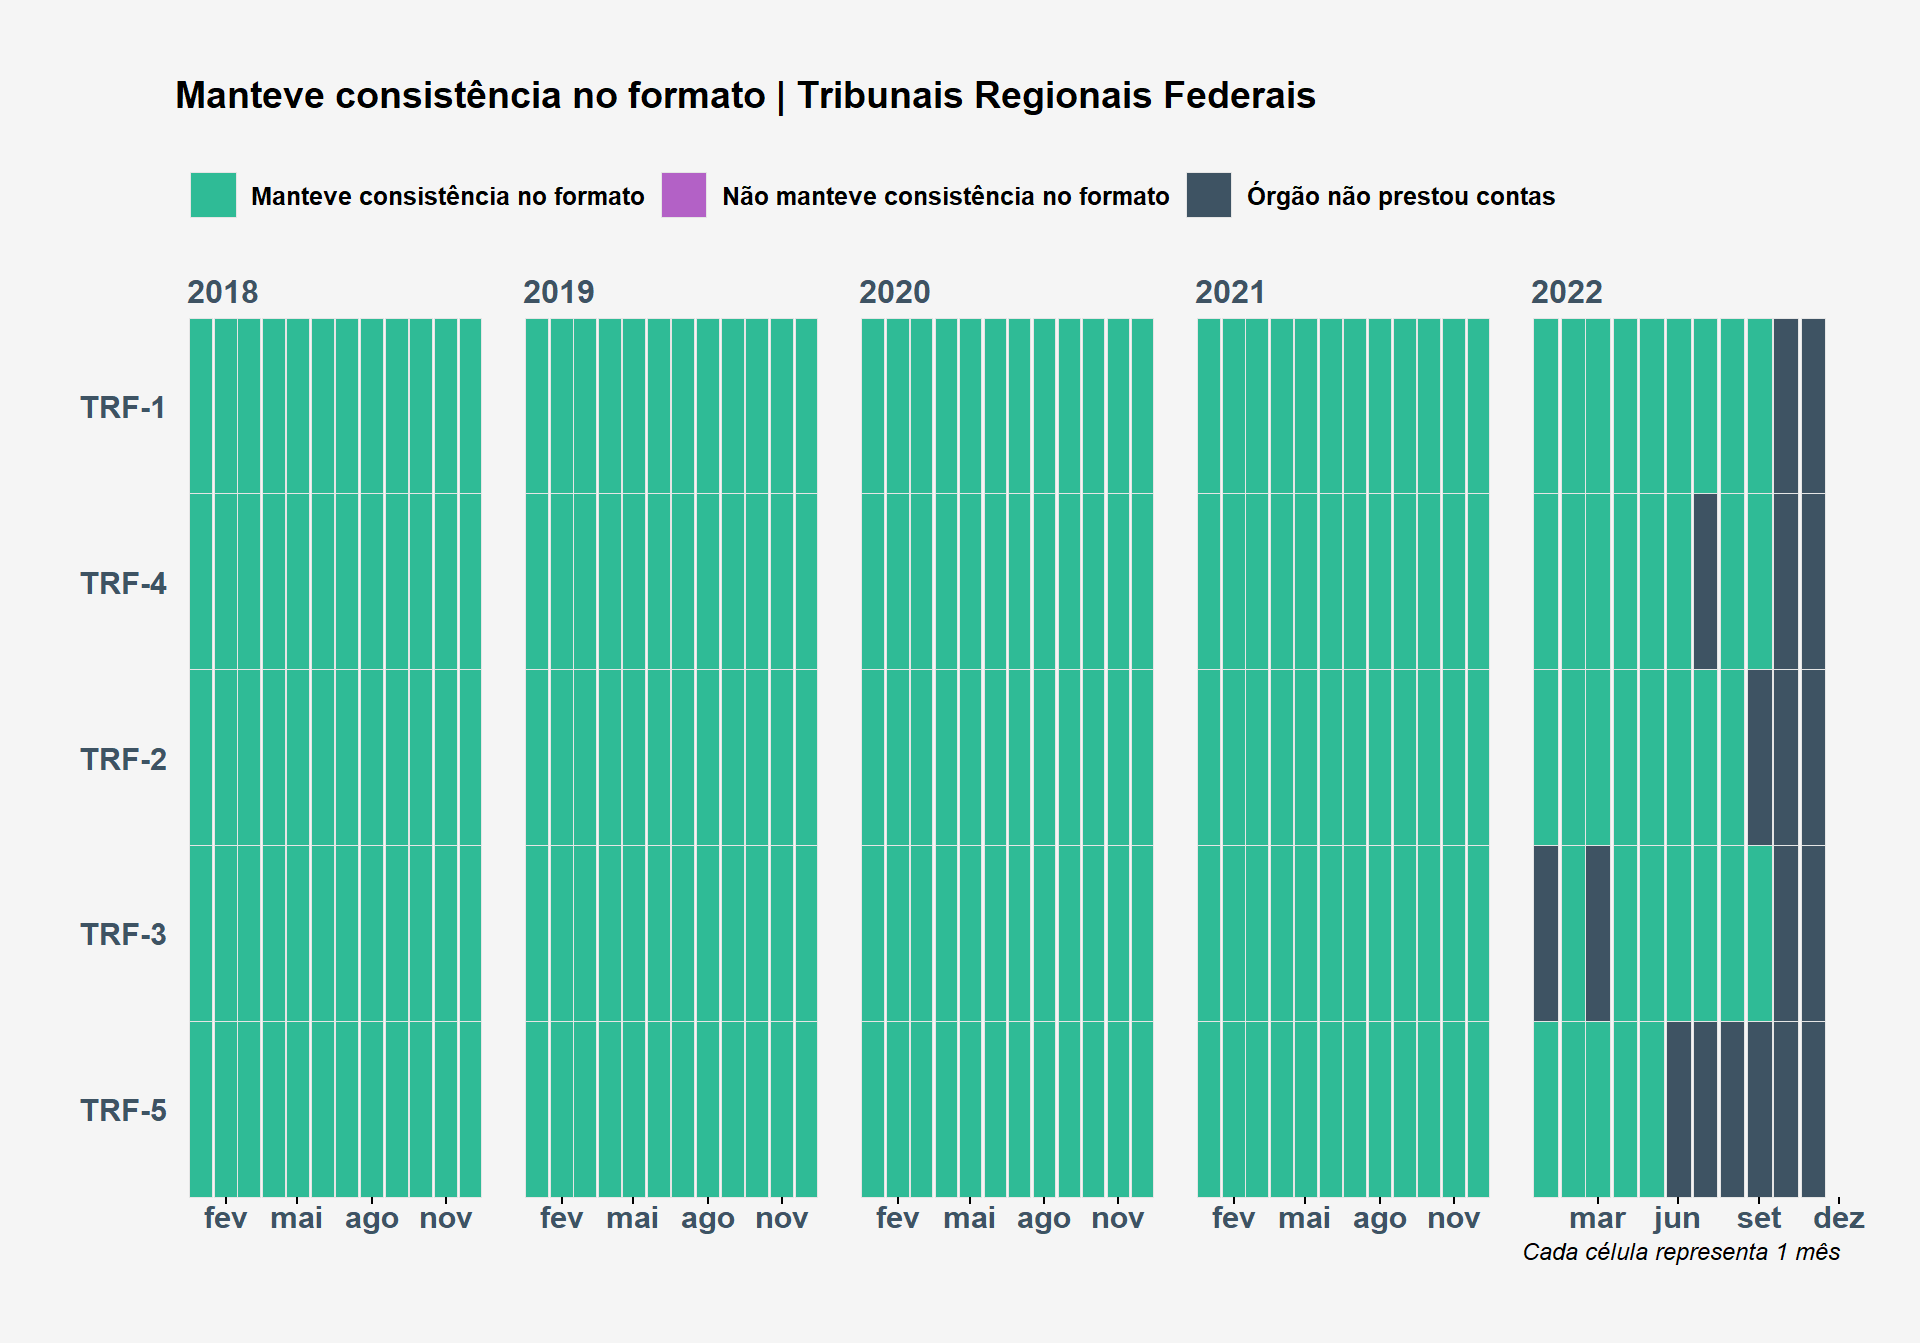 Manteve consistência no formato | Tribunais Regionais Federais
Manteve consistência no formato Não manteve consistência no formato Órgão não prestou contas
2018 2019 2020 2021 2022
TRF-1
TRF-4
TRF-2
TRF-3
TRF-5
fev mai ago nov fev mai ago nov fev mai ago nov fev mai ago nov mar jun set dez
Cada célula representa 1 mês